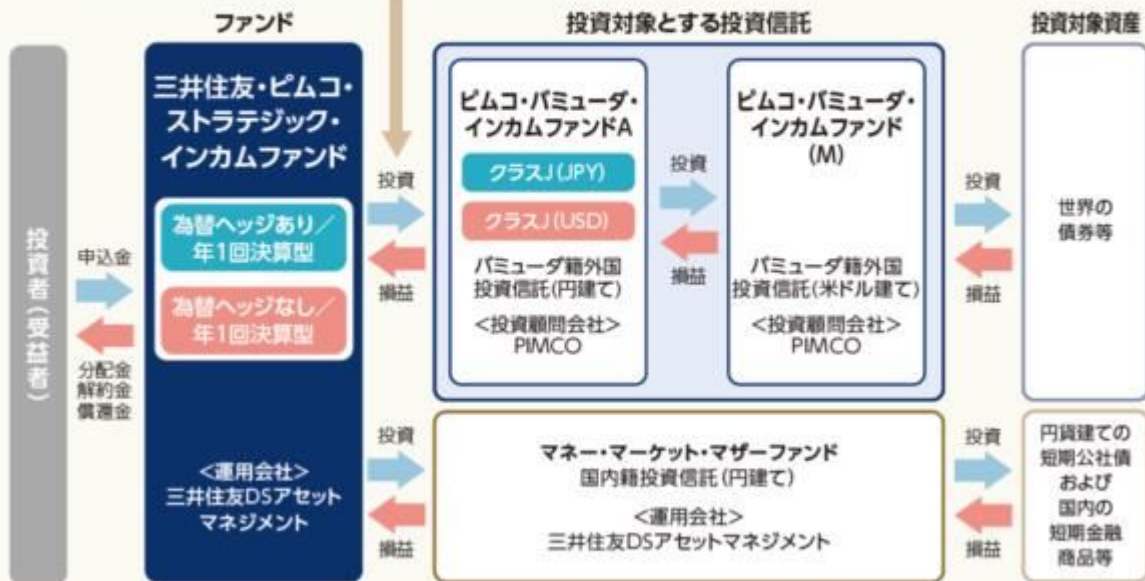 ファンド
投資対象とする投資信託
投資対象資産
投資者(受益者)
申込金
分配金
解約金
償還金
三井住友・ピムコ・
ストラテジック・
インカムファンド
為替ヘッジあり/
年1回決算型
為替ヘッジなし/
年1回決算型
<運用会社>
三井住友DSアセット
マネジメント
投資
損益
ピムコ・バミューダ・
インカムファンドA
クラスJ(JPY)
クラスJ(USD)
バミューダ籍外国
投資信託(円建て)
<投資顧問会社>
PIMCO
投資
損益
ピムコ・バミューダ・
インカムファンド
(M)
バミューダ籍外国
投資信託(米ドル建て)
<投資顧問会社>
PIMCO
投資
損益
世界の
債券等
投資
損益
マネー・マーケット・マザーファンド
国内籍投資信託(円建て)
<運用会社>
三井住友DSアセットマネジメント
投資
損益
円貨建ての
短期公社債
および
国内の
短期金融
商品等